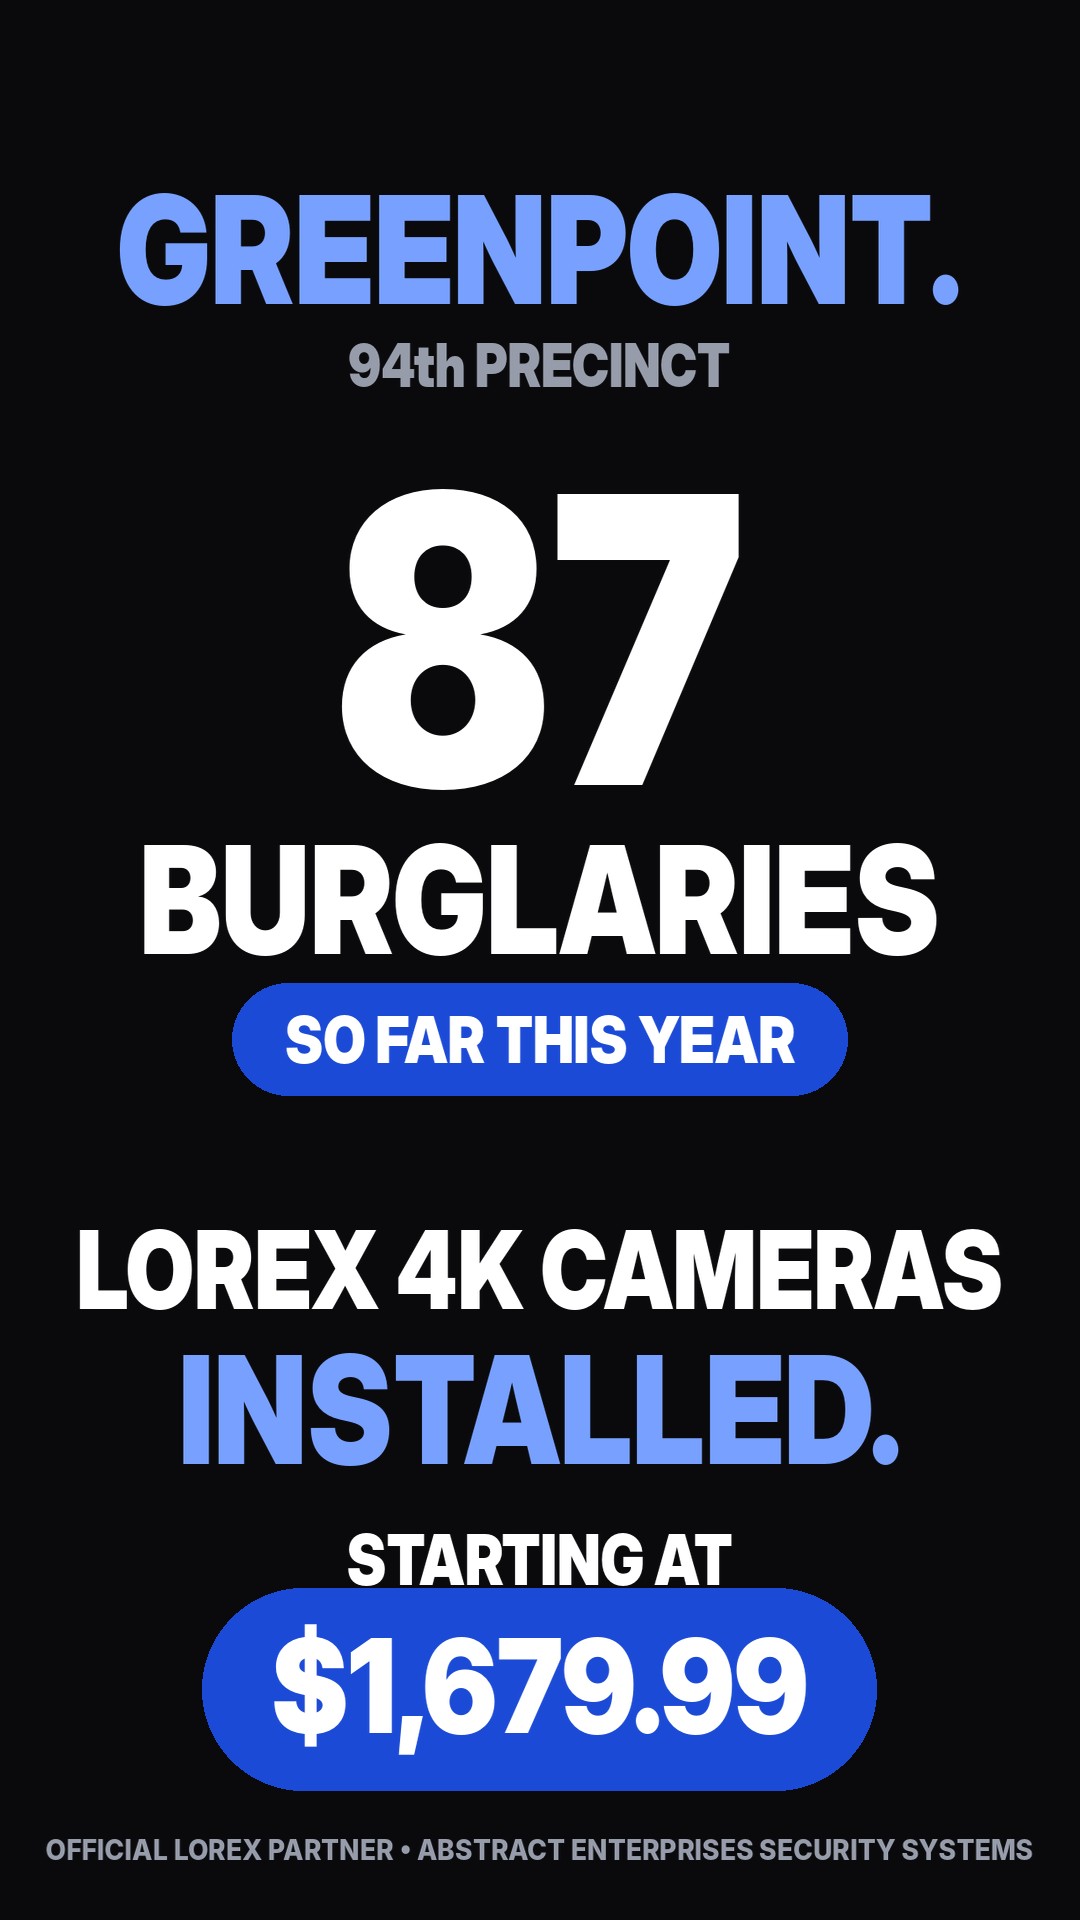 GREENPOINT.
94th PRECINCT
87
BURGLARIES
SO FAR THIS YEAR
LOREX 4K CAMERAS
INSTALLED.
STARTING AT
$1,679.99
OFFICIAL LOREX PARTNER • ABSTRACT ENTERPRISES SECURITY SYSTEMS